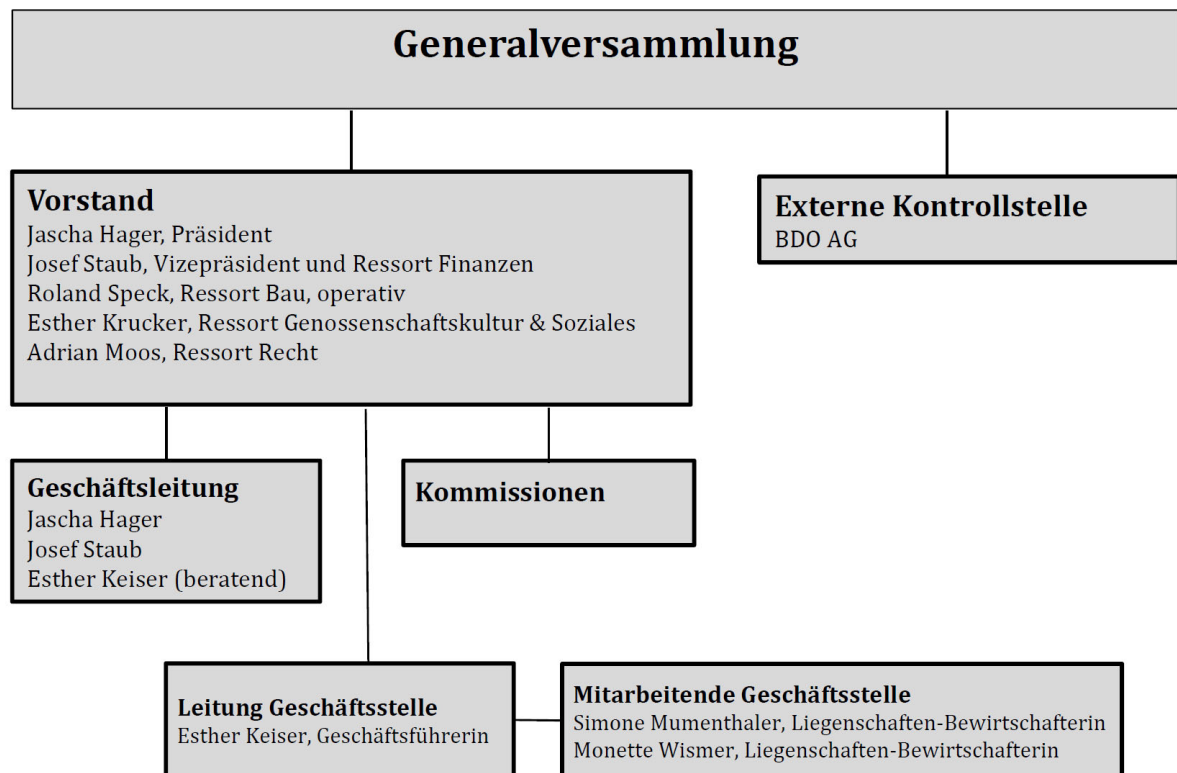 Generalversammlung
Vorstand
Jascha Hager, Präsident
Josef Staub, Vizepräsident und Ressort Finanzen
Roland Speck, Ressort Bau, operativ
Esther Krucker, Ressort Genossenschaftskultur & Soziales
Adrian Moos, Ressort Recht
Externe Kontrollstelle
BDO AG
Geschäftsleitung
Jascha Hager
Josef Staub
Esther Keiser (beratend)
Kommissionen
Leitung Geschäftsstelle
Esther Keiser, Geschäftsführerin
Mitarbeitende Geschäftsstelle
Simone Mumenthaler, Liegenschaften-Bewirtschafterin
Monette Wismer, Liegenschaften-Bewirtschafterin